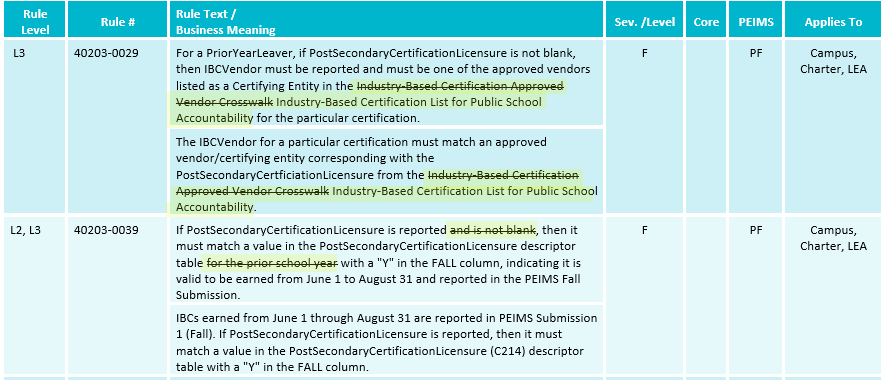 Rule Level
Rule #
Rule Text /
Business Meaning
Sev. /Level
Core
PEIMS
Applies To
L3
40203-0029
For a PriorYearLeaver, if PostSecondaryCertificationLicensure is not blank,
then IBCVendor must be reported and must be one of the approved vendors
listed as a Certifying Entity in the Industry-Based Certification Approved
Vendor Crosswalk Industry-Based Certification List for Public School
Accountability for the particular certification.
F
PF
Campus,
Charter, LEA
The IBCVendor for a particular certification must match an approved
vendor/certifying entity corresponding with the
PostSecondaryCertficiationLicensure from the Industry-Based Certification
Approved Vendor Crosswalk Industry-Based Certification List for Public School
Accountability.
L2, L3
40203-0039
If PostSecondaryCertificationLicensure is reported and is not blank, then it
must match a value in the PostSecondaryCertificationLicensure descriptor
table for the prior school year with a "Y" in the FALL column, indicating it is
valid to be earned from June 1 to August 31 and reported in the PEIMS Fall
Submission.
F
PF
Campus,
Charter, LEA
IBCs earned from June 1 through August 31 are reported in PEIMS Submission
1 (Fall). If PostSecondaryCertificationLicensure is reported, then it must
match a value in the PostSecondaryCertificationLicensure (C214) descriptor
table with a "Y" in the FALL column.